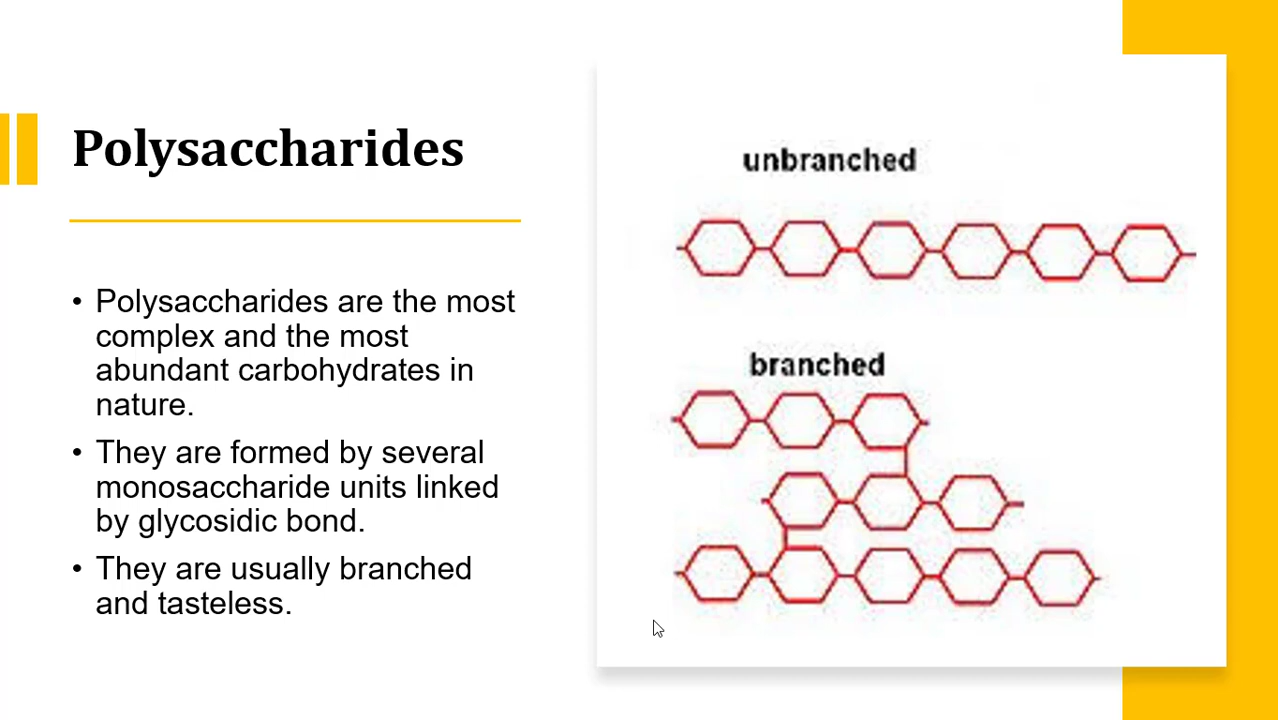 Polysaccharides
• Polysaccharides are the most
complex and the most
abundant carbohydrates in
nature.
• They are formed by several
monosaccharide units linked
by glycosidic bond.
• They are usually branched
and tasteless.
unbranched
branched